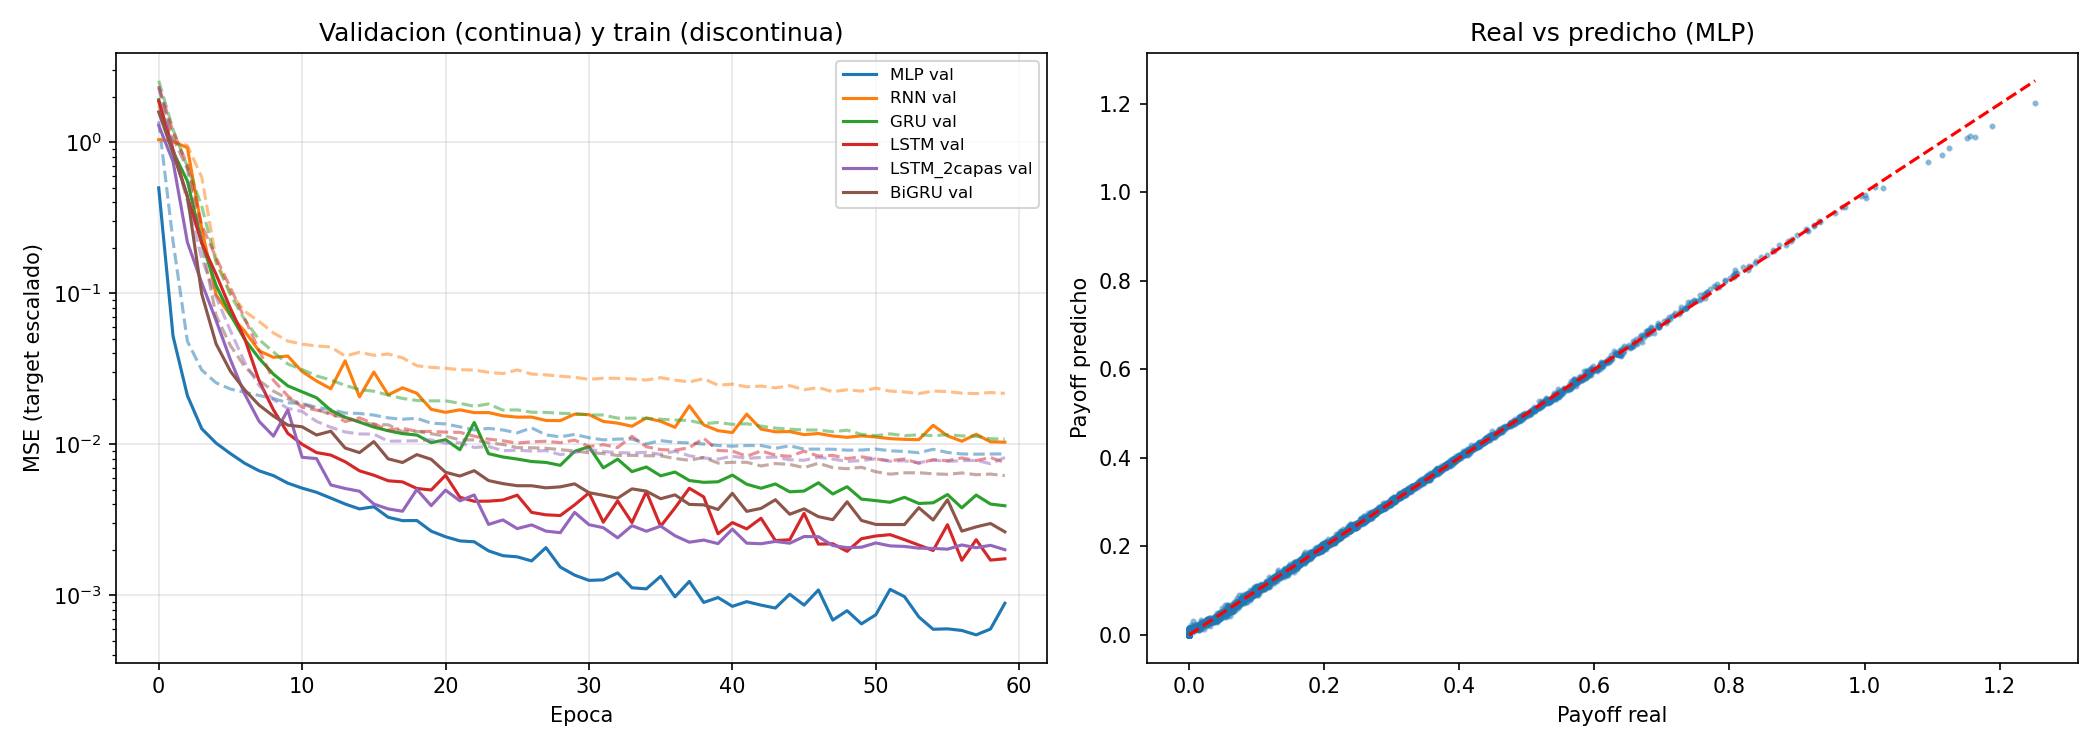 Validacion (continua) y train (discontinua)
MSE (target escalado)
10⁰
10⁻¹
10⁻²
10⁻³
MLP val
RNN val
GRU val
LSTM val
LSTM_2capas val
BiGRU val
0 10 20 30 40 50 60
Epoca
Real vs predicho (MLP)
Payoff predicho
1.2
1.0
0.8
0.6
0.4
0.2
0.0
0.0 0.2 0.4 0.6 0.8 1.0 1.2
Payoff real